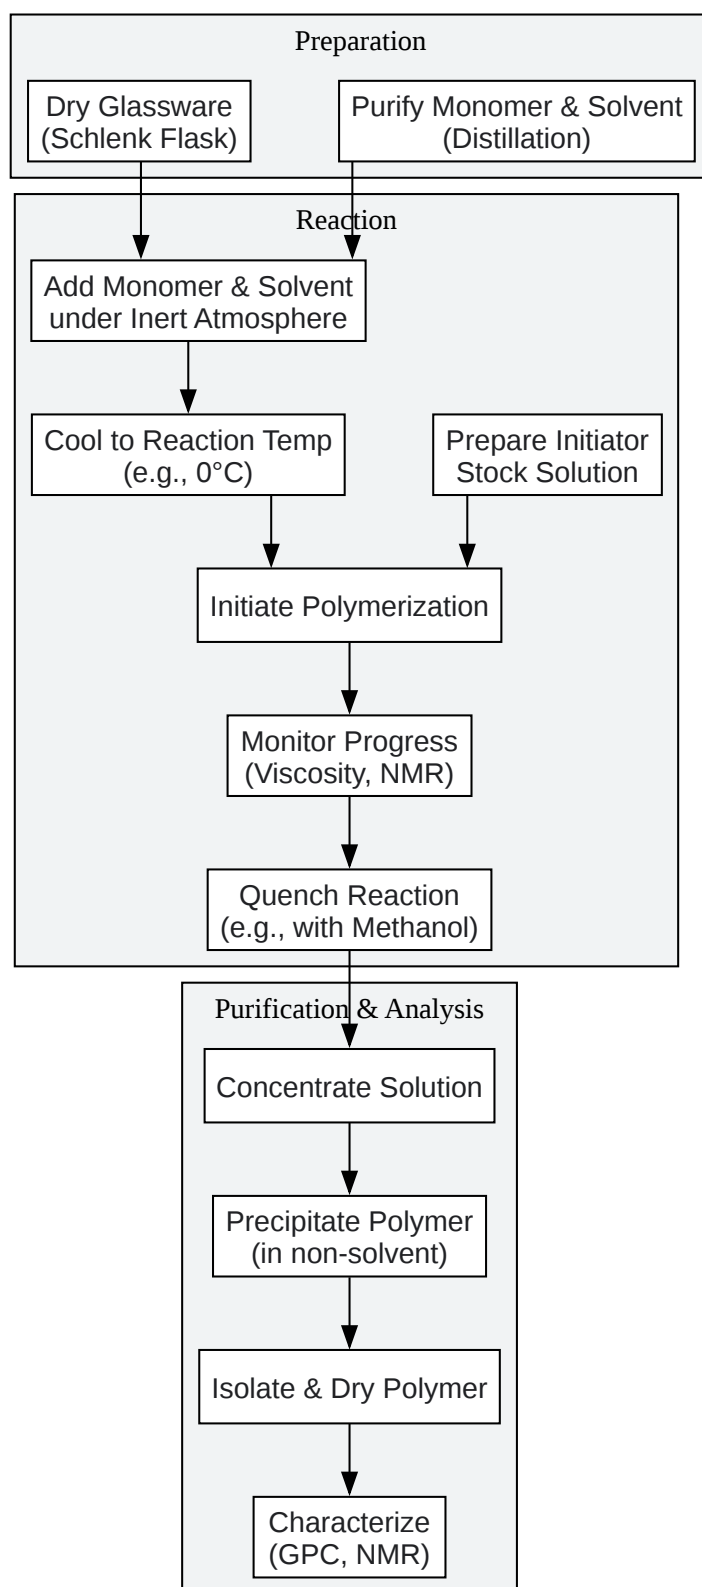 Preparation
Dry Glassware
(Schlenk Flask)
Purify Monomer & Solvent
(Distillation)
Reaction
Add Monomer & Solvent
under Inert Atmosphere
Cool to Reaction Temp
(e.g., 0°C)
Prepare Initiator
Stock Solution
Initiate Polymerization
Monitor Progress
(Viscosity, NMR)
Quench Reaction
(e.g., with Methanol)
Purification & Analysis
Concentrate Solution
Precipitate Polymer
(in non-solvent)
Isolate & Dry Polymer
Characterize
(GPC, NMR)